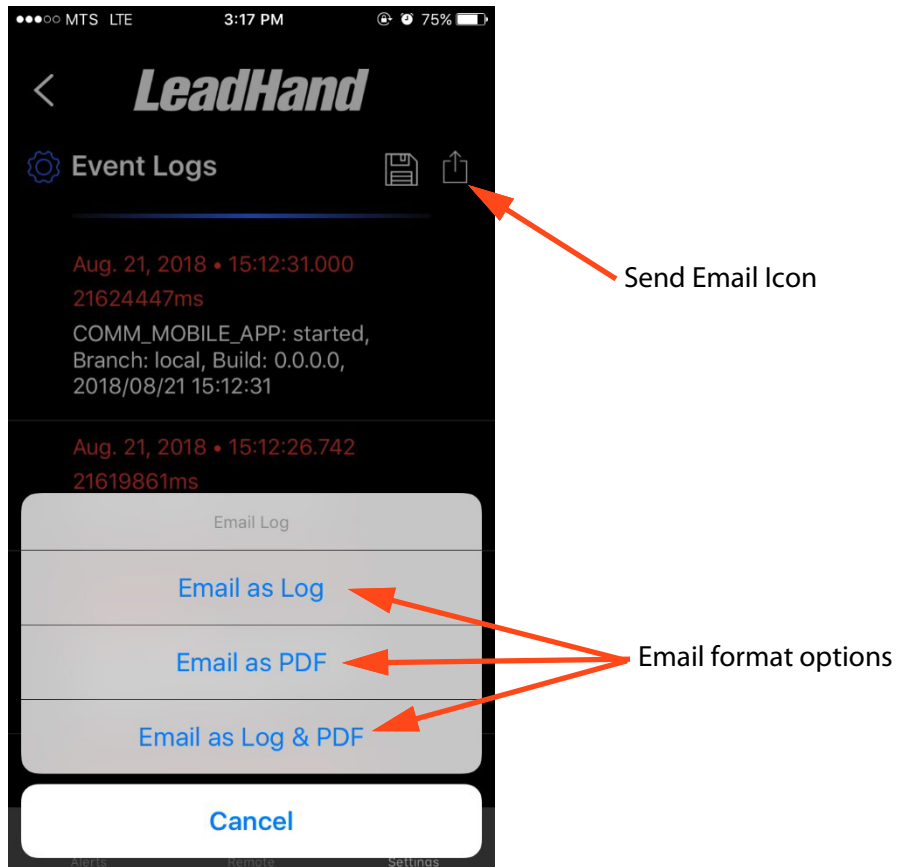 MTS LTE 3:17 PM 75%
LeadHand
Event Logs
Send Email Icon
Aug. 21, 2018 • 15:12:31.000
21624447ms
COMM_MOBILE_APP: started,
Branch: local, Build: 0.0.0.0,
2018/08/21 15:12:31
Aug. 21, 2018 • 15:12:26.742
21619861ms
Email Log
Email as Log
Email as PDF
Email format options
Email as Log & PDF
Cancel
Alerts Remote Settings